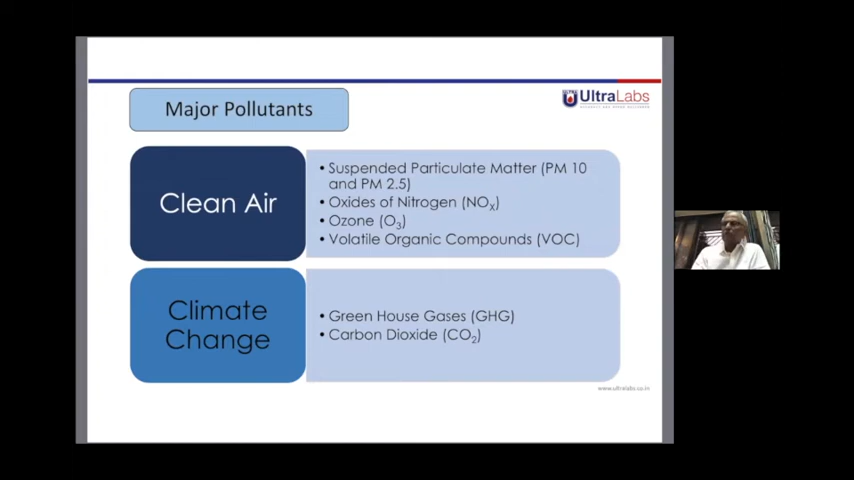 Major Pollutants
UltraLabs
Clean Air
• Suspended Particulate Matter (PM 10
and PM 2.5)
• Oxides of Nitrogen (NOₓ)
• Ozone (O₃)
• Volatile Organic Compounds (VOC)
Climate
Change
• Green House Gases (GHG)
• Carbon Dioxide (CO₂)
www.ultralabs.us.in